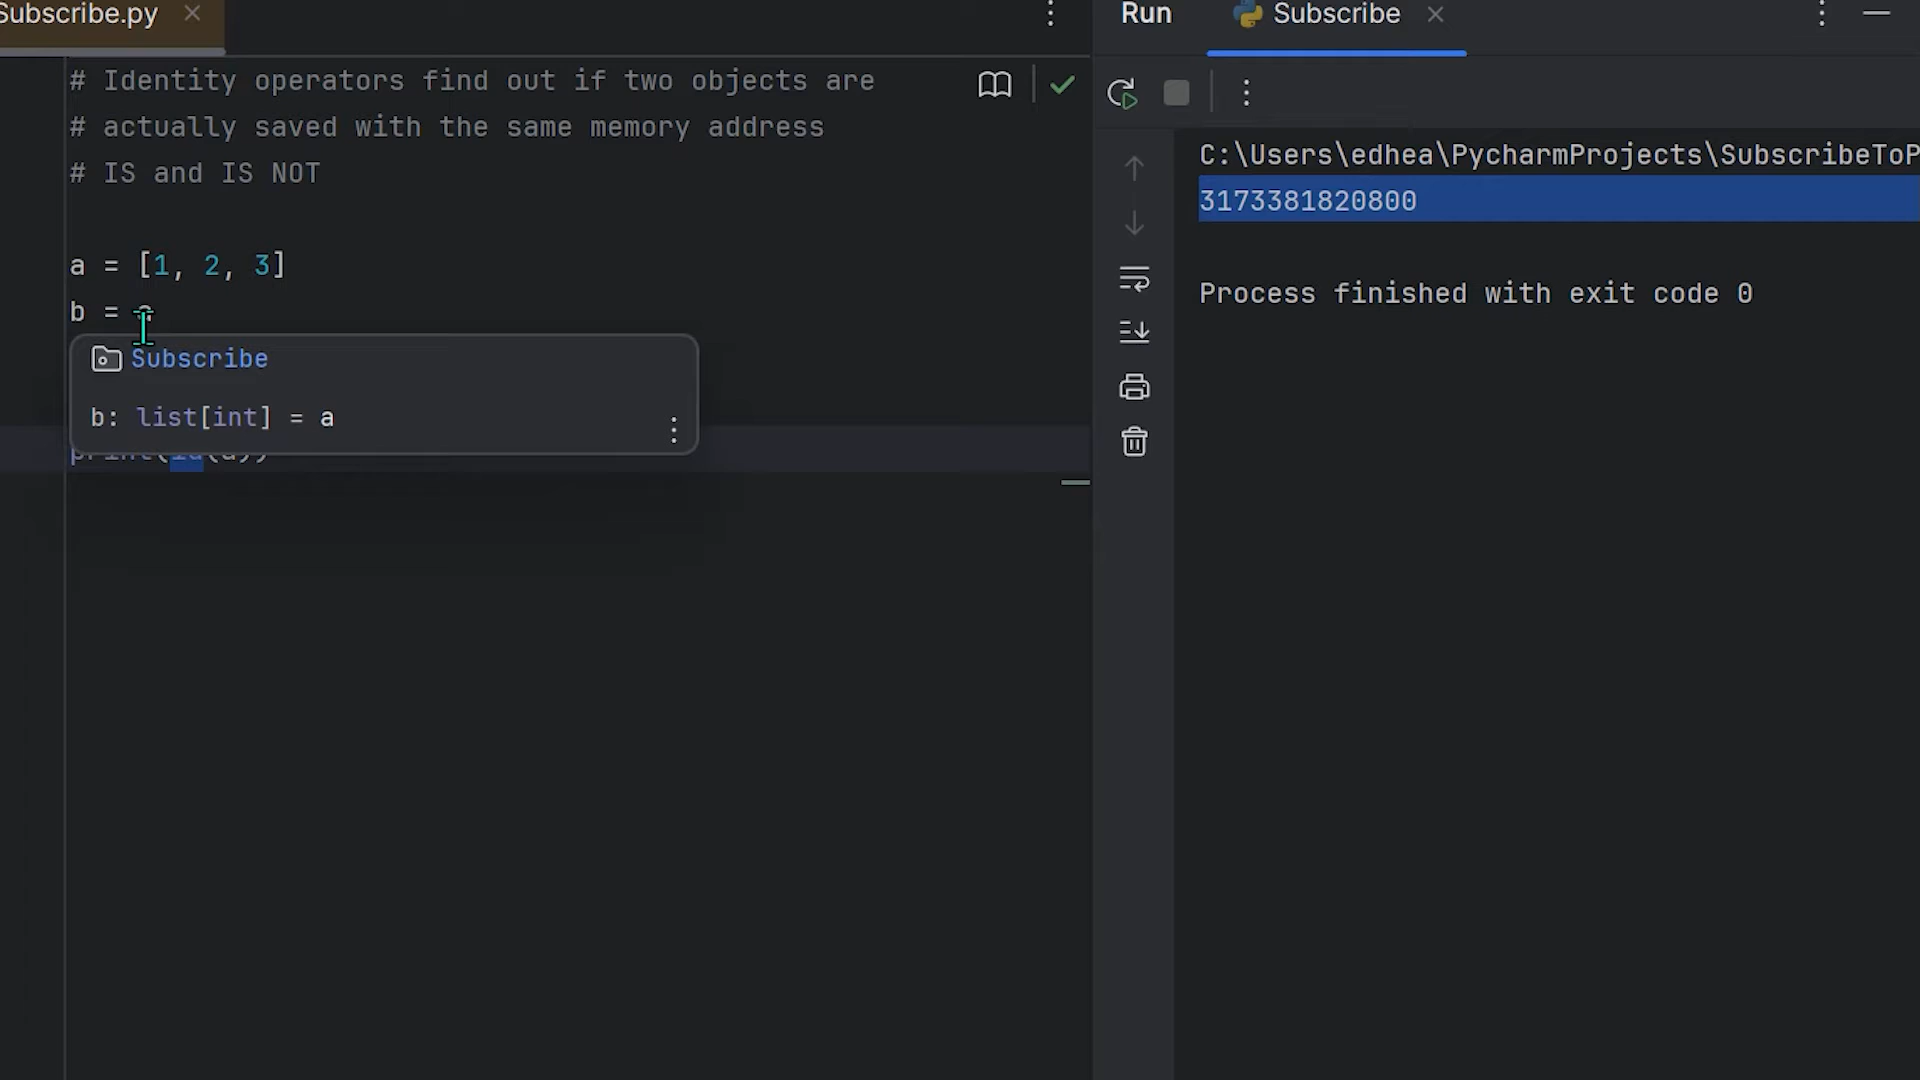 Subscribe.py
# Identity operators find out if two objects are
# actually saved with the same memory address
# IS and IS NOT
a = [1, 2, 3]
b = a
Subscribe
b: list[int] = a
print(id(a))
Run
Subscribe
C:\Users\edhea\PycharmProjects\SubscribeToP
3173381820800
Process finished with exit code 0